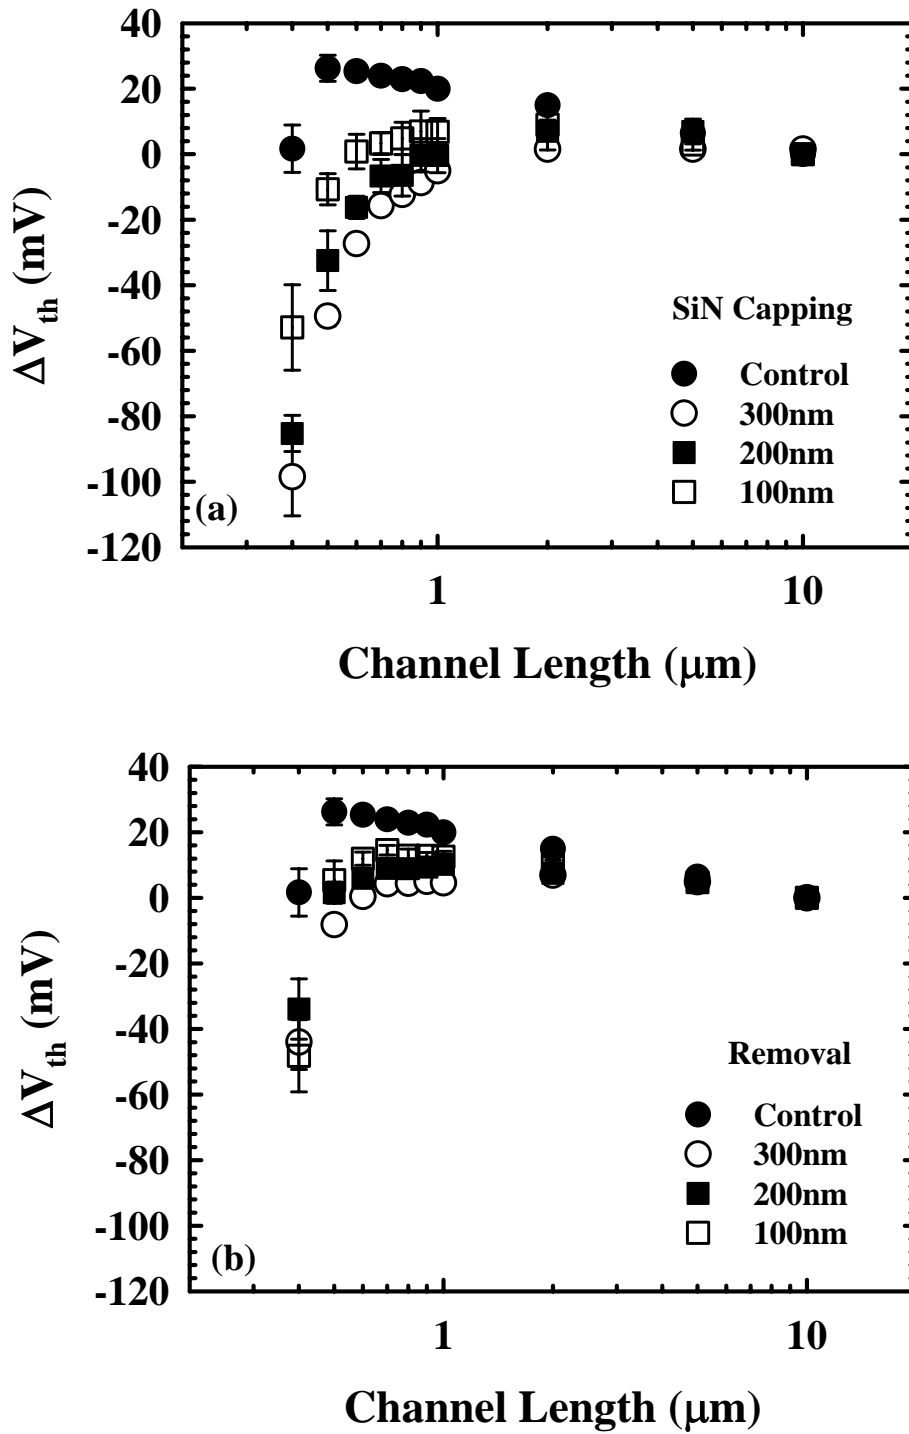 40
20
0
-20
-40
-60
-80
-100
-120
ΔVth (mV)
SiN Capping
Control
300nm
200nm
100nm
(a)
1
10
Channel Length (μm)
40
20
0
-20
-40
-60
-80
-100
-120
ΔVth (mV)
Removal
Control
300nm
200nm
100nm
(b)
1
10
Channel Length (μm)